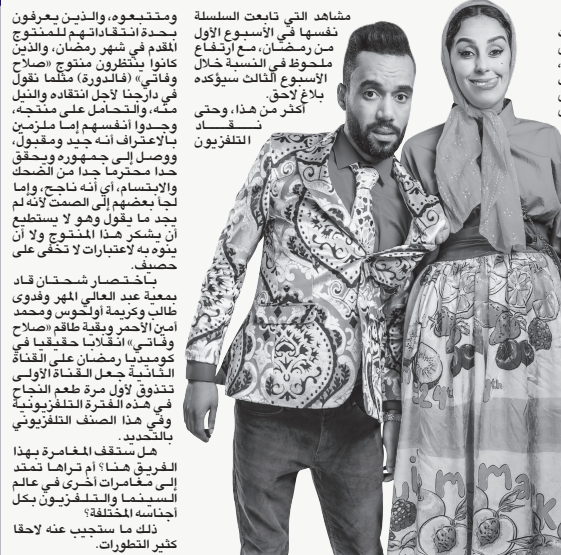 مشاهد التي تابعت السلسلة
نفسها في الأسبوع الأول
من رمضان، مع ارتفاع
ملحوظ في النسبة خلال
الأسبوع الثالث سيؤكده
بلاغ لاحق.
أكثر من هذا، وحتى
نقاد
التلفزيون
ومتتبعوه، والذين يعرفون
بحدة انتقاداتهم للمنتوج
المقدم في شهر رمضان، والذين
كانوا ينتظرون منتوج «صلاح
وفاتي» (فالدورة) مثلما نقول
في دارجنا لأجل انتقاده والنيل
منه، والتحامل على منتجه،
وجدوا أنفسهم إما ملزمين
بالاعتراف أنه جيد ومقبول،
ووصل إلى جمهوره ويحقق
حدا محترما جدا من الضحك
والابتسام، أي أنه ناجح، وإما
لجأ بعضهم إلى الصمت لأنه لم
يجد ما يقول وهو لا يستطيع
أن يشكر هذا المنتوج ولا أن
ينوه به لاعتبارات لا تخفى على
حصيف.
باختصار شحتان قاد
بمعية عبد العالي المهر وفدوى
طالب وكريمة أولحوس ومحمد
أمين الأحمر وبقية طاقم «صلاح
وفاتي» انقلابا حقيقيا في
كوميديا رمضان على القناة
الثانية جعل القناة الأولى
تتذوق لأول مرة طعم النجاح
في هذه الفترة التلفزيونية
وفي هذا الصنف التلفزيوني
بالتحديد.
هل ستقف المغامرة بهذا
الفريق هنا؟ أم تراها تمتد
إلى مغامرات أخرى في عالم
السينما والتلفزيون بكل
أجناسه المختلفة؟
ذلك ما ستجيب عنه لاحقا
كثير التطورات.